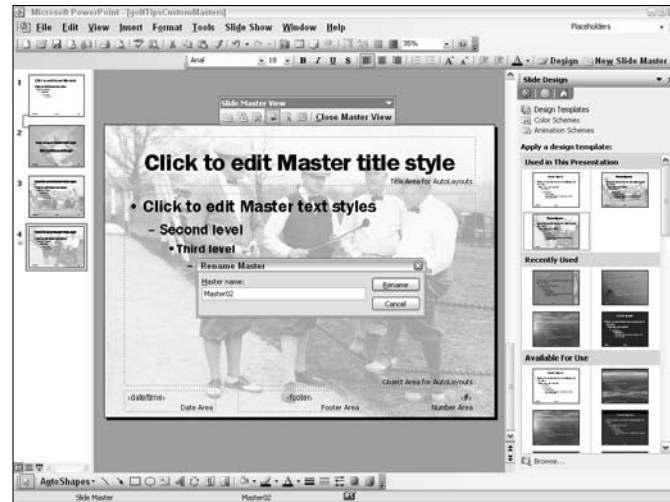 Microsoft PowerPoint - [golfTipsCustomMasters]
File Edit View Insert Format Tools Slide Show Window Help
Placeholders
35%
Arial 18 B I U S A A A Design New Slide Master
Slide Master View
Close Master View
Slide Design
Design Templates
Color Schemes
Animation Schemes
Apply a design template:
Used in This Presentation
Recently Used
Available For Use
Browse...
1
2
3
4
Click to edit Master title style
Title Area for AutoLayouts
• Click to edit Master text styles
– Second level
• Third level
–
Rename Master
Master name:
Master02
Rename
Cancel
Object Area for AutoLayouts
<date/time>
<footer>
<#>
Date Area
Footer Area
Number Area
AutoShapes
Slide Master
Master02